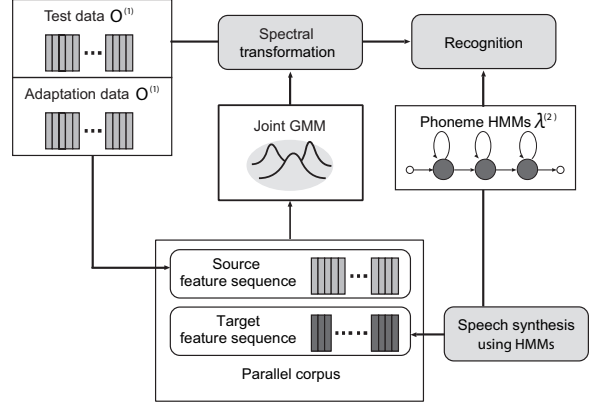 Test data O(1)
Adaptation data O(1)
Spectral
transformation
Recognition
Joint GMM
Phoneme HMMs λ(2)
Source
feature sequence
Target
feature sequence
Parallel corpus
Speech synthesis
using HMMs